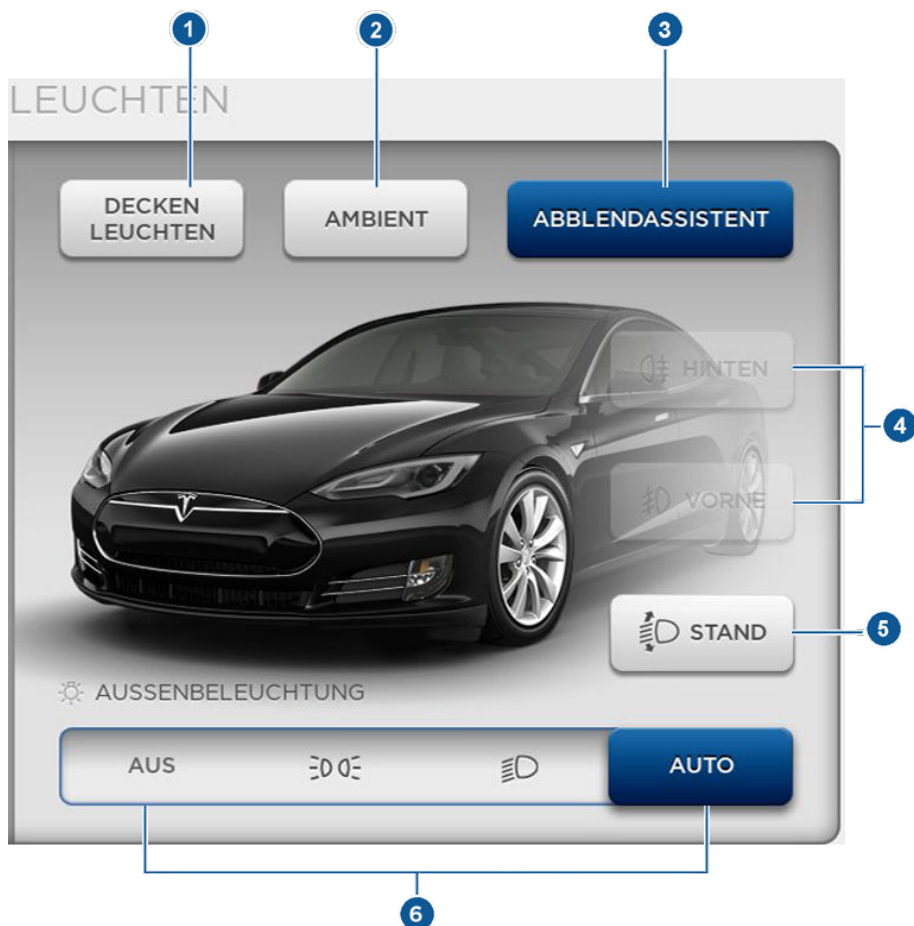 1
2
3
LEUCHTEN
DECKEN
LEUCHTEN
AMBIENT
ABBLENDASSISTENT
HINTEN
4
VORNE
STAND
5
AUSSENBELEUCHTUNG
AUS
AUTO
6